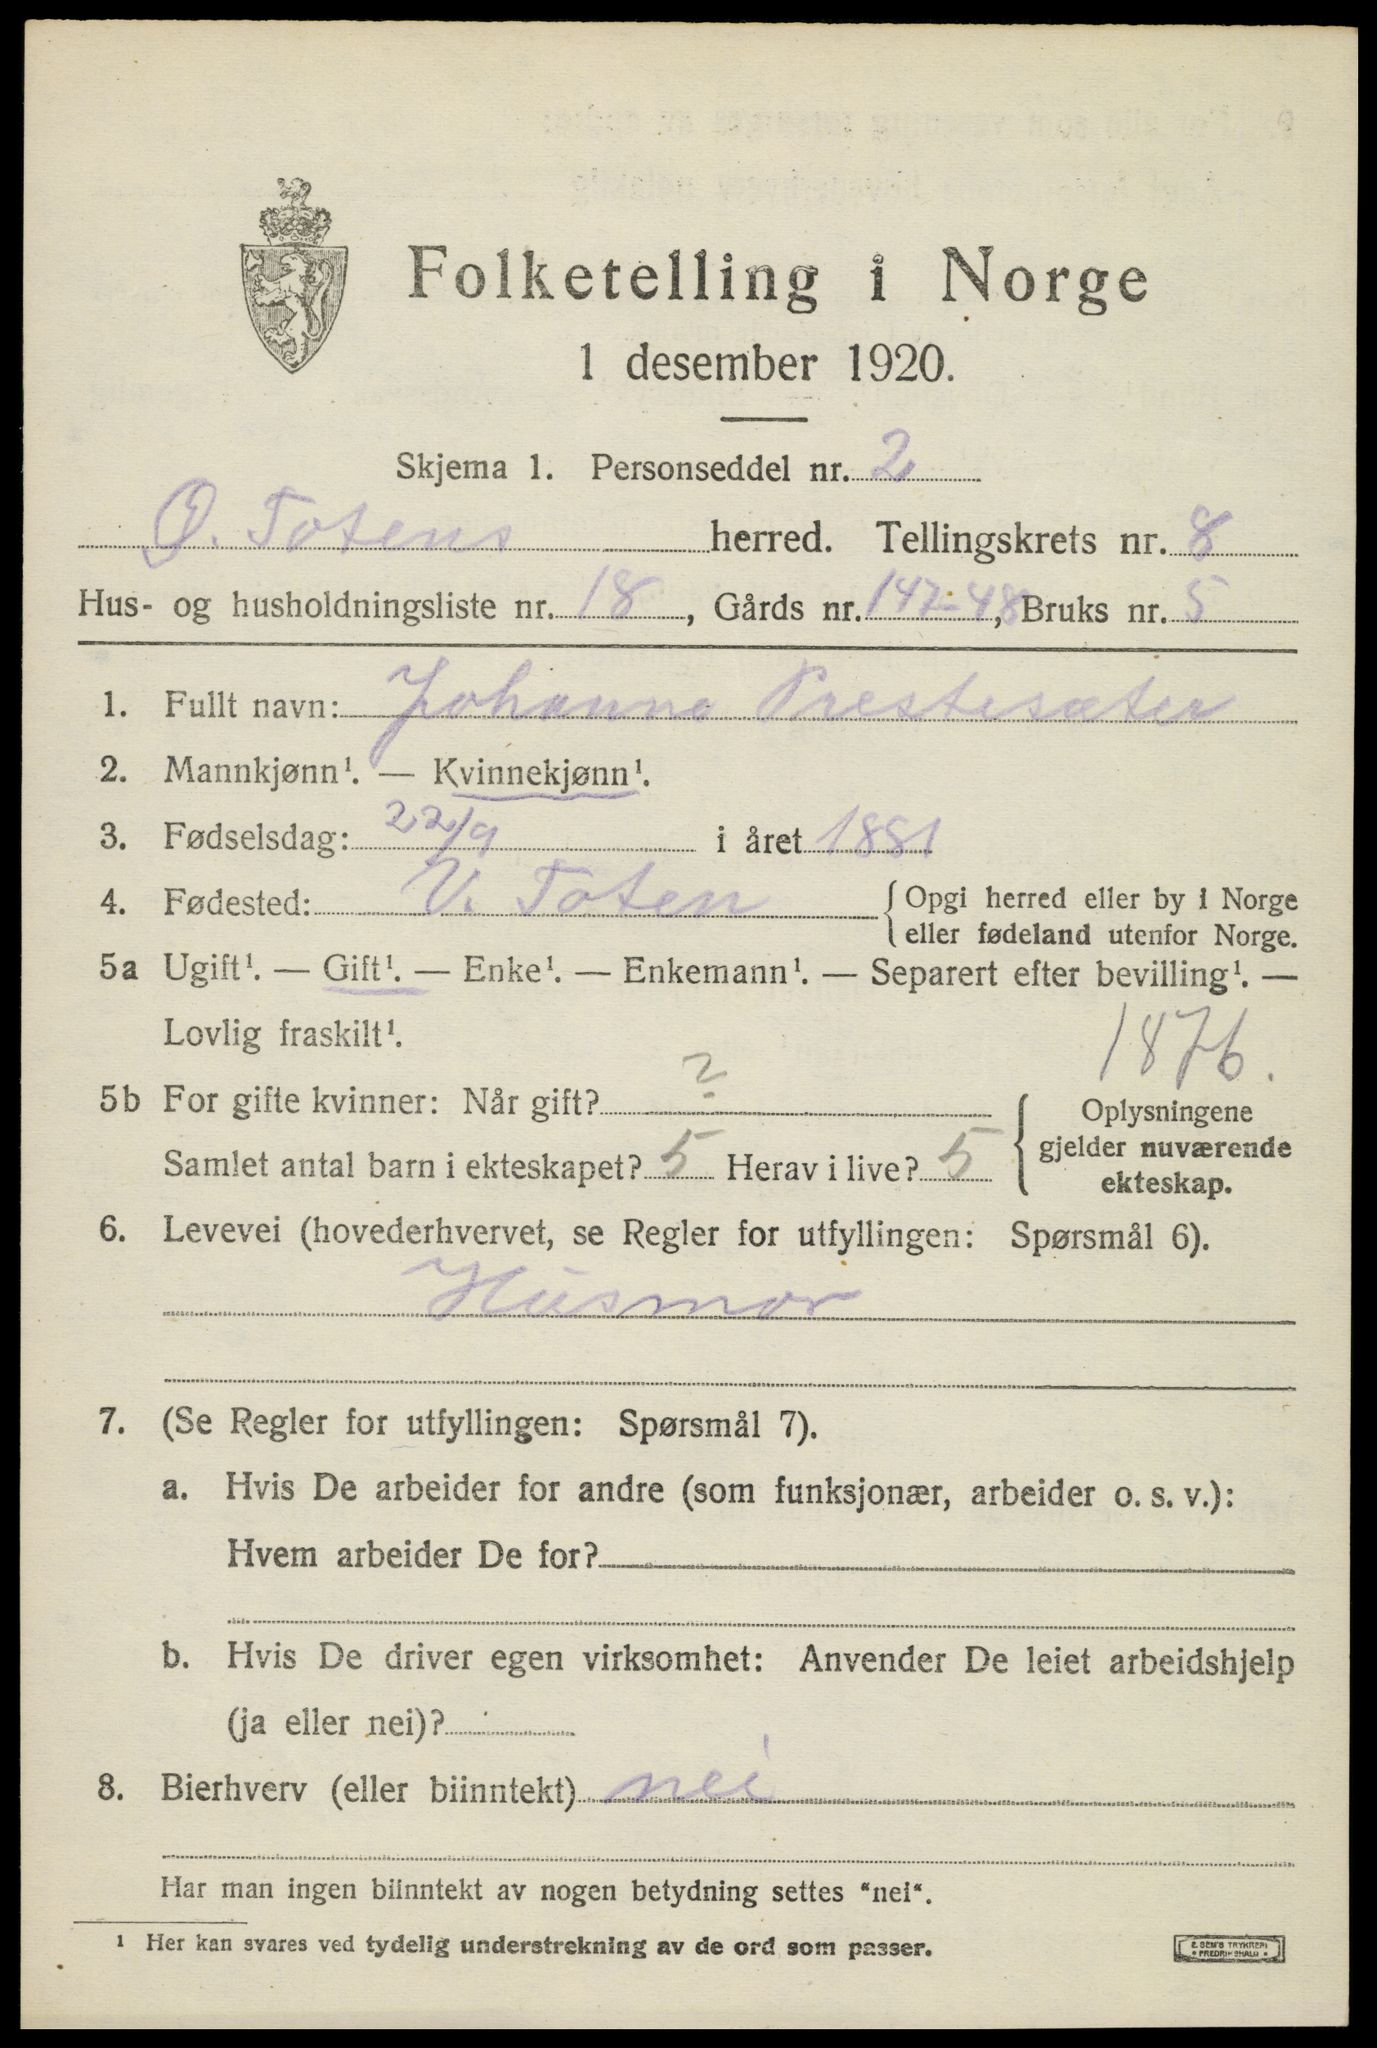 Folketelling i Norge
1 desember 1920.
Skjema 1. Personseddel nr. 2
Ø. Totens herred. Tellingskrets nr. 8
Hus- og husholdningsliste nr. 18, Gårds nr. 147-48, Bruks nr. 5
1. Fullt navn: Johanne Prestesæter
2. Mannkjønn¹. — Kvinnekjønn¹.
3. Fødselsdag: 22/9 i året 1881
4. Fødested: V. Toten {Opgi herred eller by i Norge
eller fødeland utenfor Norge.
5a Ugift¹. — Gift¹. — Enke¹. — Enkemann¹. — Separert efter bevilling¹. —
Lovlig fraskilt¹.
1876.
5b For gifte kvinner: Når gift? ?
Samlet antal barn i ekteskapet? 5 Herav i live? 5
Oplysningene
gjelder nuværende
ekteskap.
6. Levevei (hovederhvervet, se Regler for utfyllingen: Spørsmål 6).
Husmor
7. (Se Regler for utfyllingen: Spørsmål 7).
a. Hvis De arbeider for andre (som funksjonær, arbeider o. s. v.):
Hvem arbeider De for?
b. Hvis De driver egen virksomhet: Anvender De leiet arbeidshjelp
(ja eller nei)?
8. Bierhverv (eller biinntekt) nei
Har man ingen biinntekt av nogen betydning settes "nei".
¹ Her kan svares ved tydelig understrekning av de ord som passer.
E. SEM'S TRYKKERI
• FREDRIKSHALD •